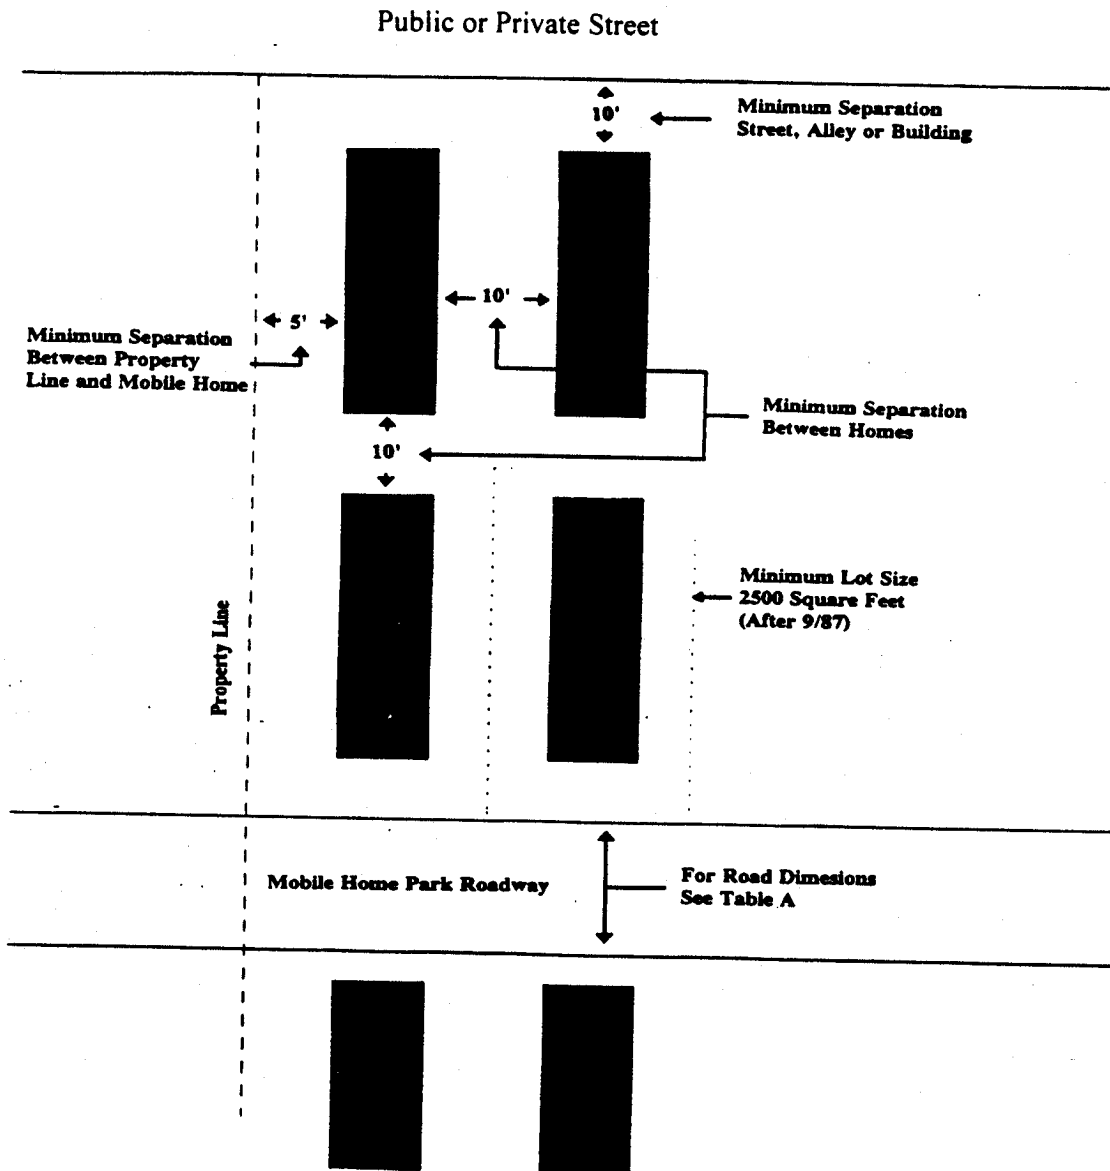 Public or Private Street
10'
Minimum Separation
Street, Alley or Building
10'
5'
Minimum Separation
Between Property
Line and Mobile Home
Minimum Separation
Between Homes
10'
Minimum Lot Size
2500 Square Feet
(After 9/87)
Property Line
Mobile Home Park Roadway
For Road Dimesions
See Table A